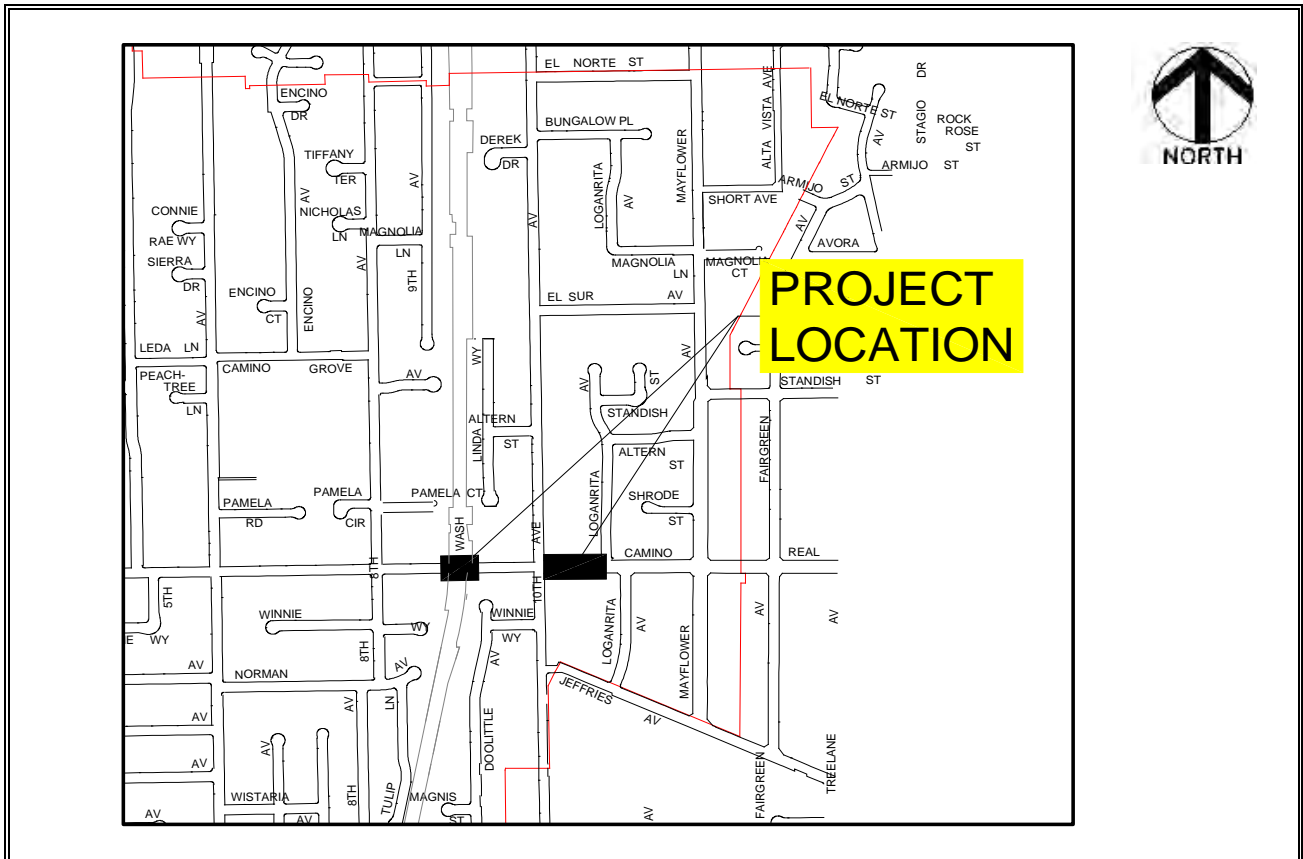 EL NORTE ST
ENCINO
DR
BUNGALOW PL
ALTA VISTA AVE
EL NORTE ST
AV
STAGIO DR
ROCK
ROSE
ST
NORTH
DEREK
DR
TIFFANY
TER
AV
LOGANRITA
AV
MAYFLOWER
ARMIJO ST
ARMIJO ST
CONNIE
RAE WY
NICHOLAS
LN
MAGNOLIA
LN
AV
AV
AV
SHORT AVE
AV
AVORA
SIERRA
DR
AV
ENCINO
CT
ENCINO
9TH
MAGNOLIA
LN
MAGNOLIA
CT
EL SUR AV
PROJECT
LOCATION
LEDA LN
CAMINO GROVE
PEACH-
TREE
LN
AV
WY
LINDA
AV
ST
AV
STANDISH ST
STANDISH
ALTERN
ST
ALTERN
ST
FAIRGREEN
PAMELA
RD
PAMELA
CIR
PAMELA CT
LOGANRITA
SHRODE
ST
WASH
AVE
10TH
CAMINO REAL
8TH
5TH
E WY
WINNIE
WY
WINNIE
WY
LOGANRITA
AV
AV
AV
AV
NORMAN
8TH
AV
AV
MAYFLOWER
JEFFRIES
AV
AV
AV
AV
AV
LN
DOOLITTLE
FAIRGREEN
TREELANE
WISTARIA
AV
AV
8TH
TULIP
MAGNIS
ST
AV